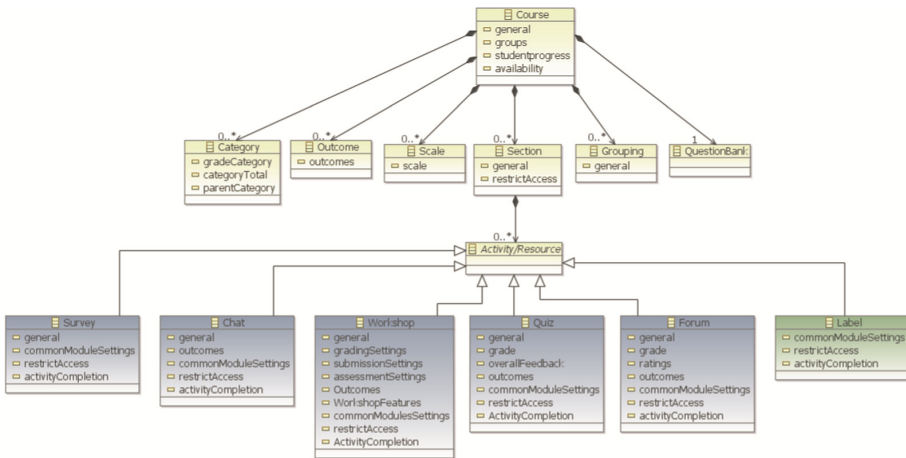 Course
general
groups
studentprogress
availability
0..*
0..*
0..*
0..*
0..*
1
Category
gradeCategory
categoryTotal
parentCategory
Outcome
outcomes
Scale
scale
Section
general
restrictAccess
Grouping
general
QuestionBank
0..*
Activity/Resource
Survey
general
commonModuleSettings
restrictAccess
activityCompletion
Chat
general
outcomes
commonModuleSettings
restrictAccess
activityCompletion
Workshop
general
gradingSettings
submissionSettings
assessmentSettings
Outcomes
WorkshopFeatures
commonModulesSettings
restrictAccess
ActivityCompletion
Quiz
general
grade
overallFeedback
outcomes
commonModuleSettings
restrictAccess
ActivityCompletion
Forum
general
grade
ratings
outcomes
commonModuleSettings
restrictAccess
activityCompletion
Label
commonModuleSettings
restrictAccess
activityCompletion